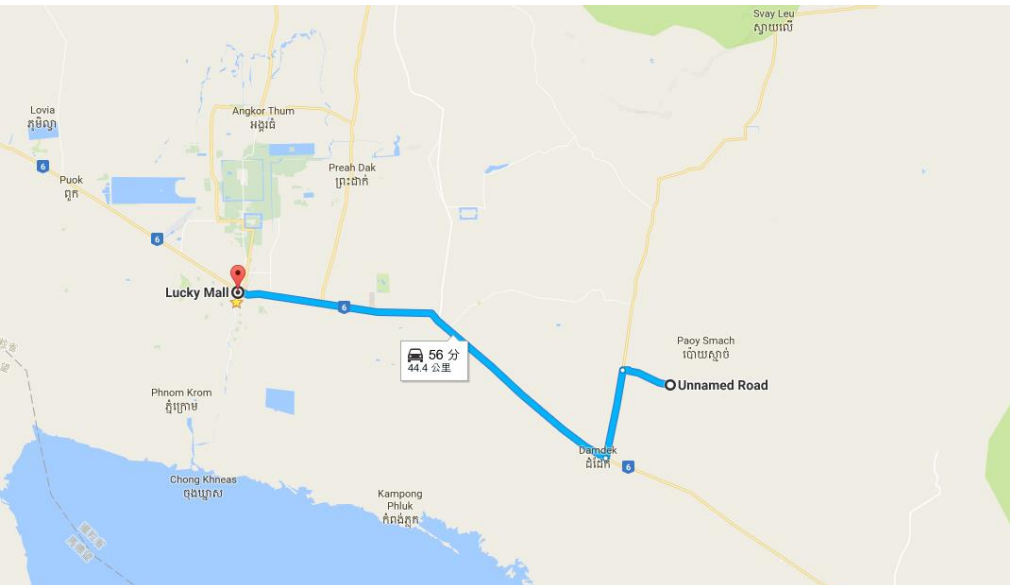 Svay Leu
ស្វាយលើ
Lovia
ភូមិល្វា
Angkor Thum
អង្គរធំ
6
Preah Dak
ព្រះដាក់
Puok
ពួក
6
Lucky Mall
6
56 分
44.4 公里
Paoy Smach
ប៉ោយស្មាច់
Unnamed Road
Phnom Krom
ភ្នំក្រោម
Damdek
ដំដែក
6
Chong Khneas
ចុងឃ្នាស
Kampong
Phluk
កំពង់ភ្លុក